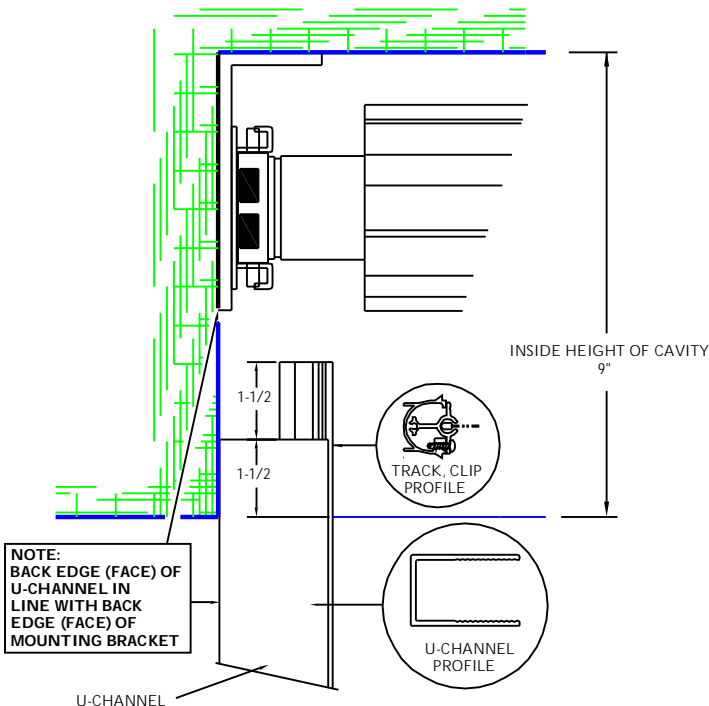 INSIDE HEIGHT OF CAVITY
9"
1-1/2
1-1/2
TRACK, CLIP
PROFILE
NOTE:
BACK EDGE (FACE) OF
U-CHANNEL IN
LINE WITH BACK
EDGE (FACE) OF
MOUNTING BRACKET
U-CHANNEL
PROFILE
U-CHANNEL